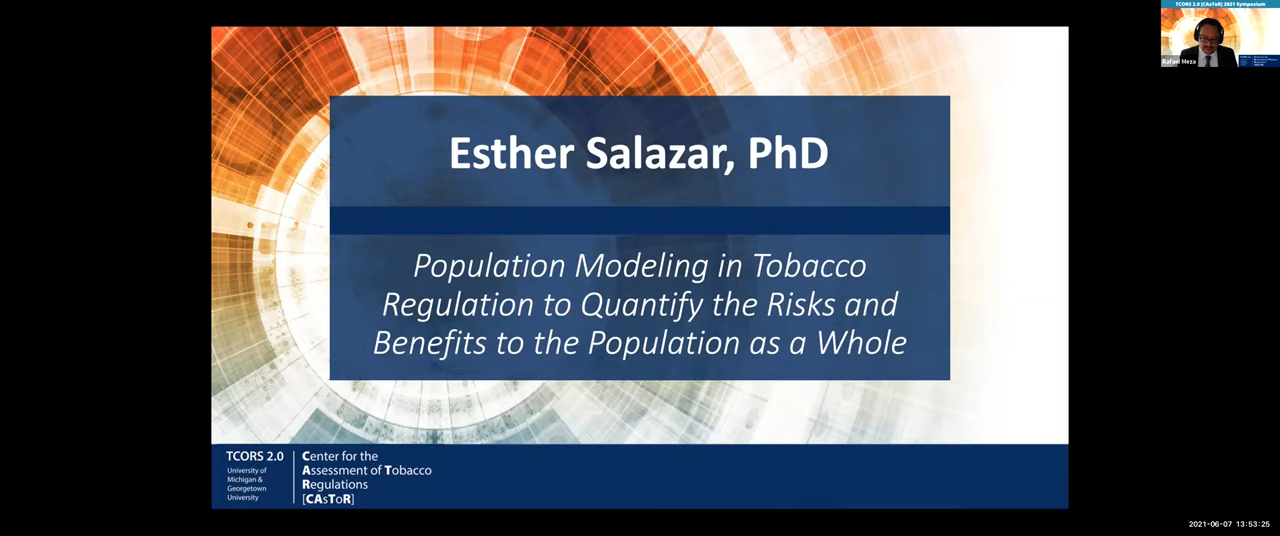 TCORS 2.0 [CAsToR] 2021 Symposium
Rafael Meza
Esther Salazar, PhD
Population Modeling in Tobacco
Regulation to Quantify the Risks and
Benefits to the Population as a Whole
TCORS 2.0
University of
Michigan &
Georgetown
University
Center for the
Assessment of Tobacco
Regulations
[CAsToR]
2021-06-07 13:53:25